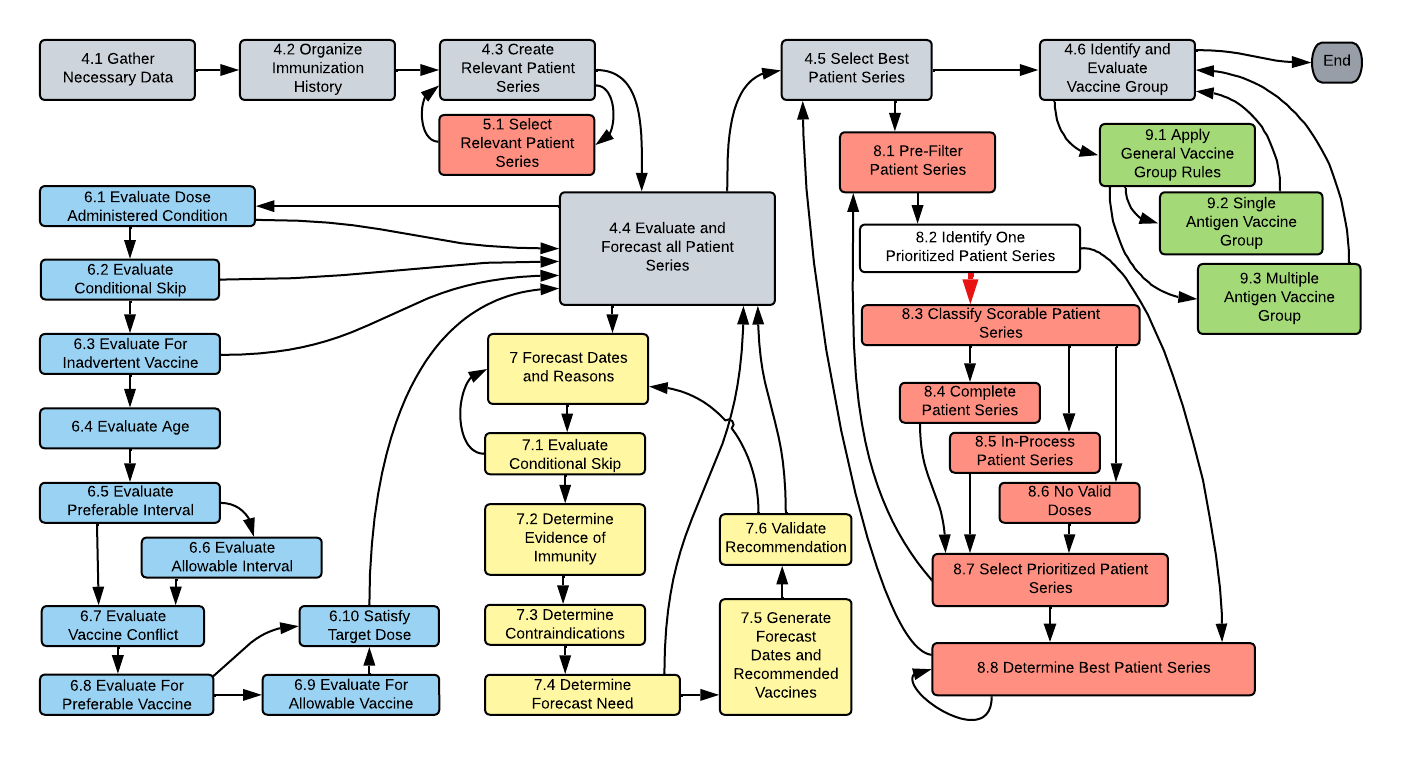 4.1 Gather
Necessary Data
4.2 Organize
Immunization
History
4.3 Create
Relevant Patient
Series
5.1 Select
Relevant Patient
Series
4.5 Select Best
Patient Series
4.6 Identify and
Evaluate
Vaccine Group
End
9.1 Apply
General Vaccine
Group Rules
9.2 Single
Antigen Vaccine
Group
9.3 Multiple
Antigen Vaccine
Group
4.4 Evaluate and
Forecast all Patient
Series
6.1 Evaluate Dose
Administered Condition
6.2 Evaluate
Conditional Skip
6.3 Evaluate For
Inadvertent Vaccine
6.4 Evaluate Age
6.5 Evaluate
Preferable Interval
6.6 Evaluate
Allowable Interval
6.7 Evaluate
Vaccine Conflict
6.8 Evaluate For
Preferable Vaccine
6.9 Evaluate For
Allowable Vaccine
6.10 Satisfy
Target Dose
7 Forecast Dates
and Reasons
7.1 Evaluate
Conditional Skip
7.2 Determine
Evidence of
Immunity
7.3 Determine
Contraindications
7.4 Determine
Forecast Need
7.5 Generate
Forecast
Dates and
Recommended
Vaccines
7.6 Validate
Recommendation
8.1 Pre-Filter
Patient Series
8.2 Identify One
Prioritized Patient Series
8.3 Classify Scorable Patient
Series
8.4 Complete
Patient Series
8.5 In-Process
Patient Series
8.6 No Valid
Doses
8.7 Select Prioritized Patient
Series
8.8 Determine Best Patient Series